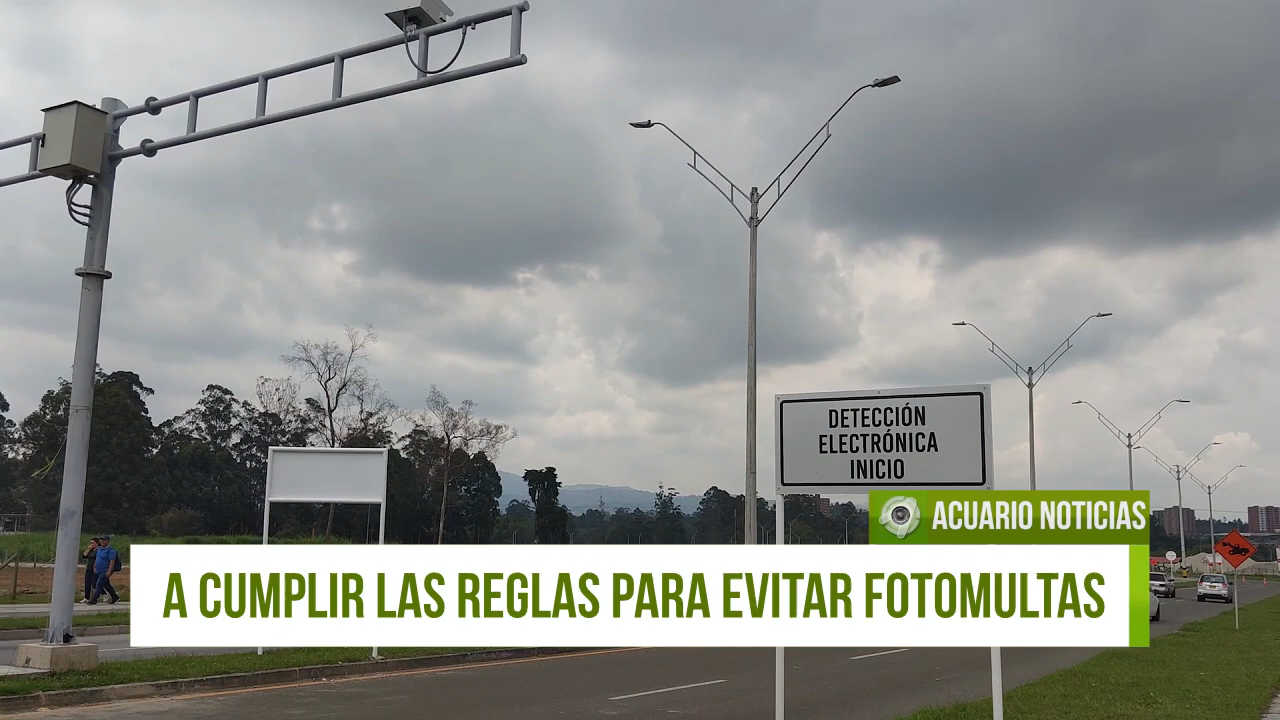 DETECCIÓN
ELECTRÓNICA
INICIO
ACUARIO NOTICIAS
A CUMPLIR LAS REGLAS PARA EVITAR FOTOMULTAS